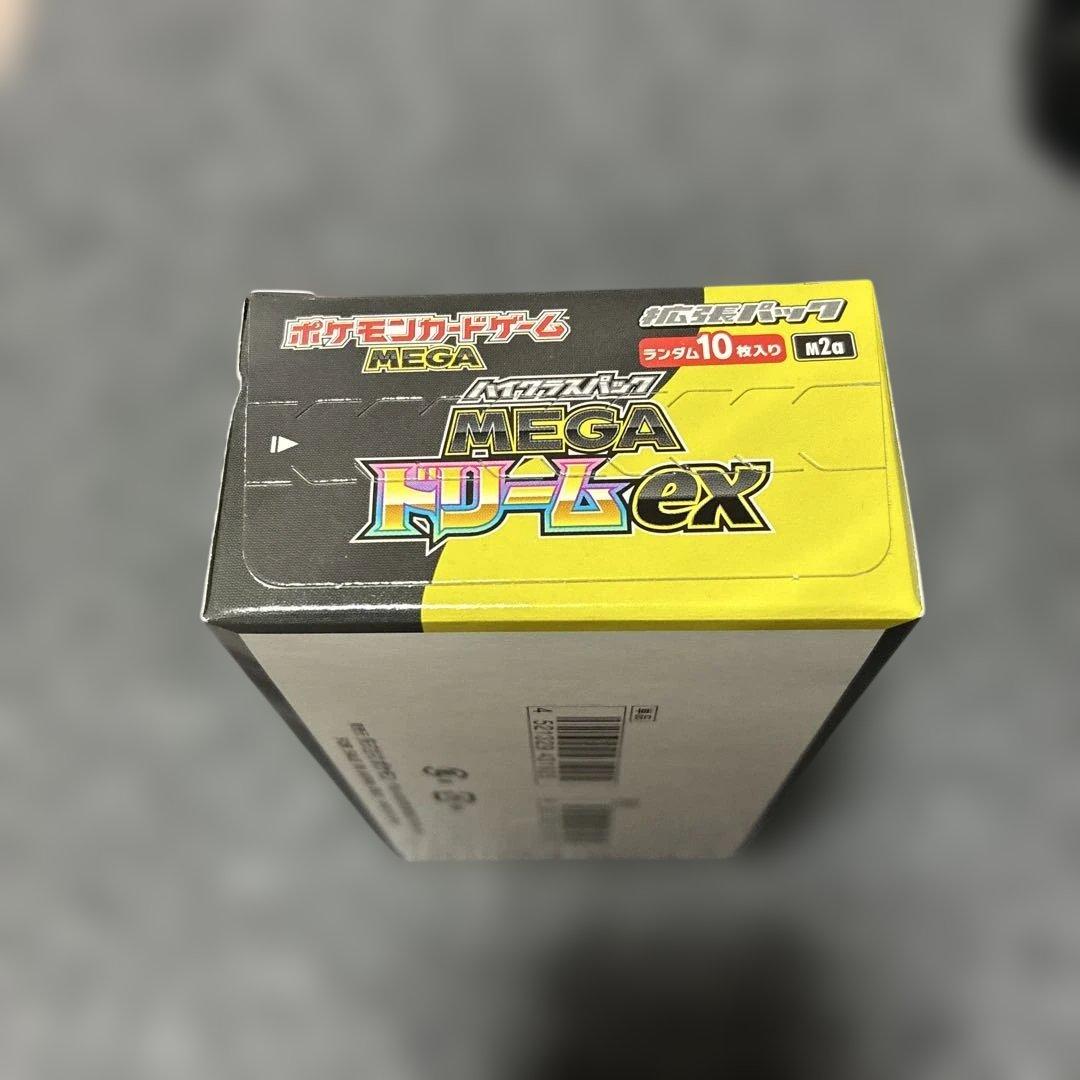 ポケモンカードゲーム
MEGA
拡張パック
ランダム10枚入り
M2a
ハイクラスパック
MEGA
ドリームex